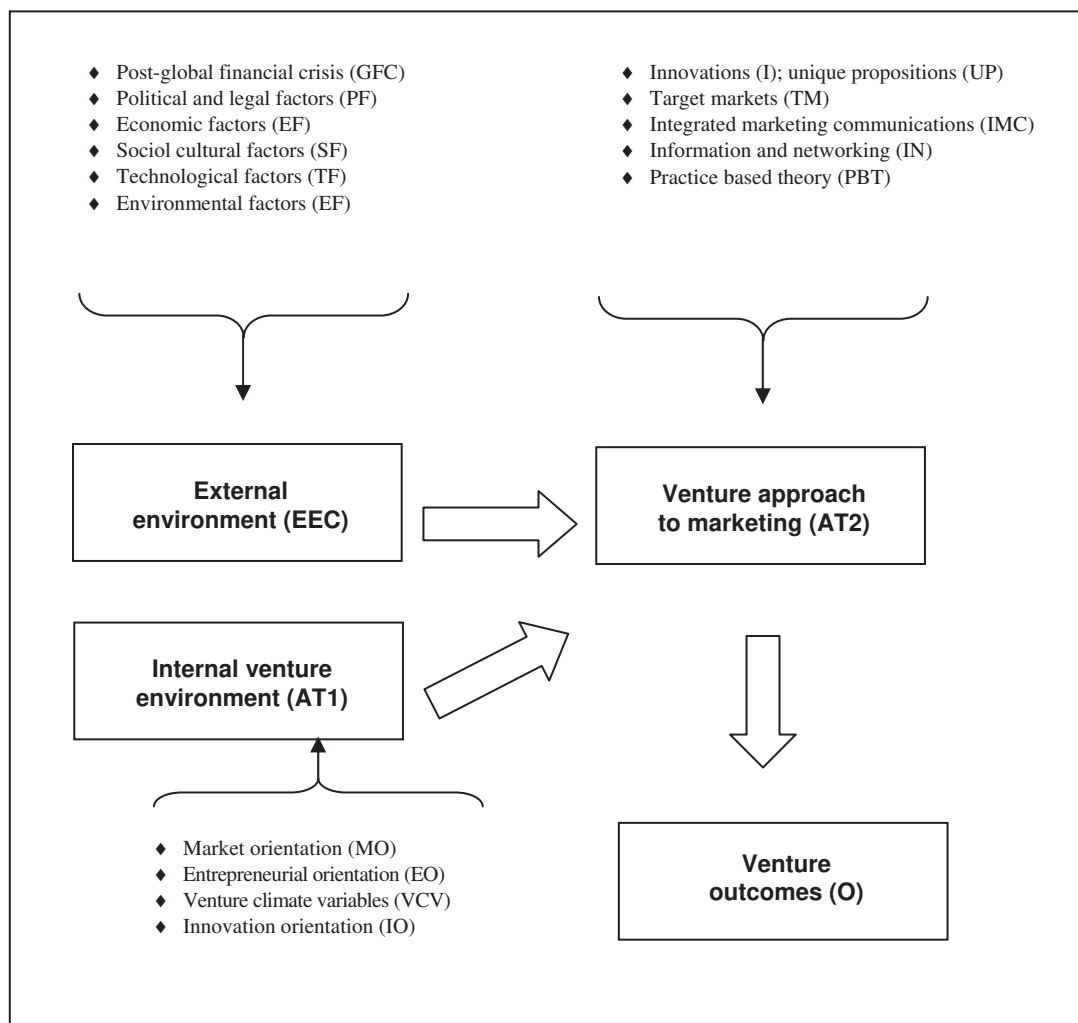 ♦ Post-global financial crisis (GFC)
♦ Political and legal factors (PF)
♦ Economic factors (EF)
♦ Sociol cultural factors (SF)
♦ Technological factors (TF)
♦ Environmental factors (EF)
♦ Innovations (I); unique propositions (UP)
♦ Target markets (TM)
♦ Integrated marketing communications (IMC)
♦ Information and networking (IN)
♦ Practice based theory (PBT)
External
environment (EEC)
Venture approach
to marketing (AT2)
Internal venture
environment (AT1)
♦ Market orientation (MO)
♦ Entrepreneurial orientation (EO)
♦ Venture climate variables (VCV)
♦ Innovation orientation (IO)
Venture
outcomes (O)